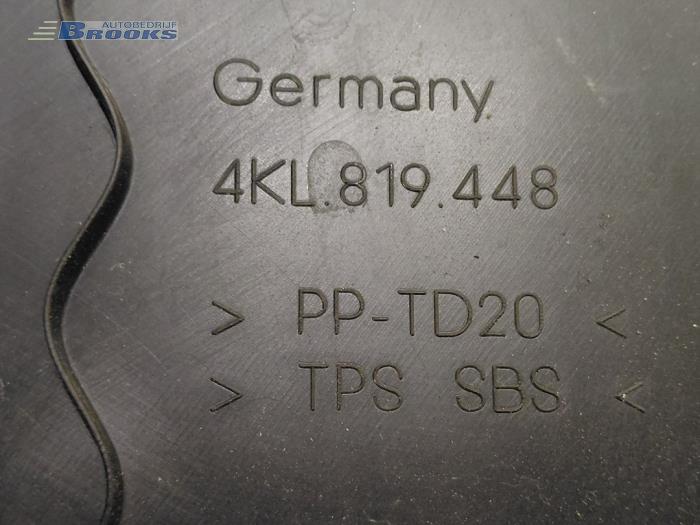 AUTOBEDRIJF
BROOKS
Germany
4KL.819.448
> PP-TD20 <
> TPS SBS <